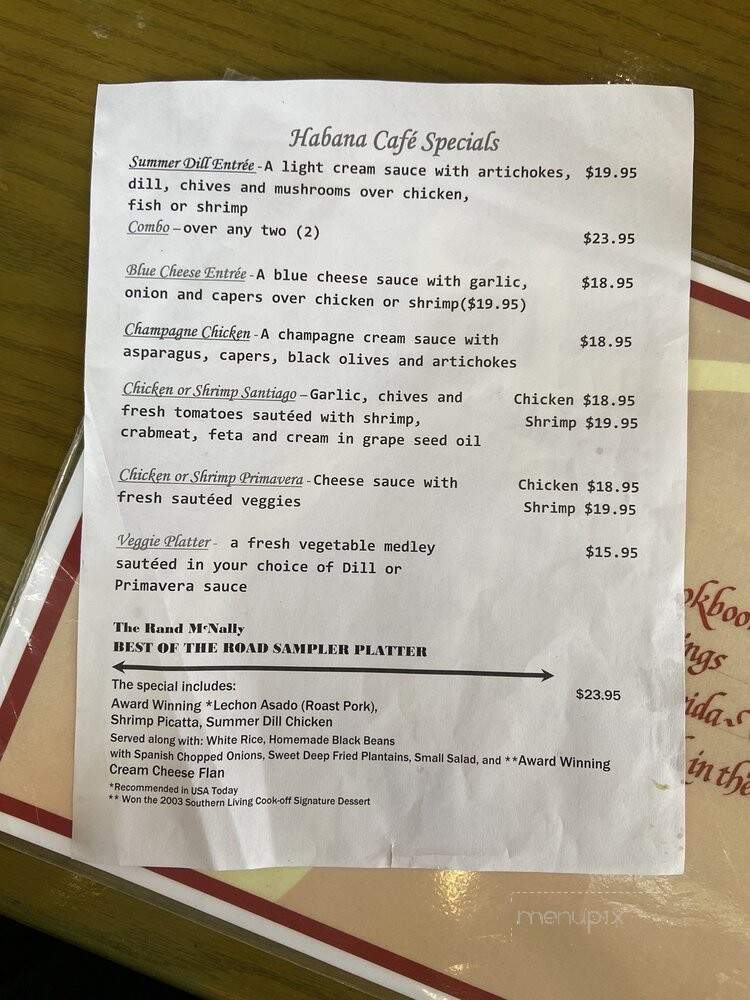 Habana Café Specials
Summer Dill Entrée - A light cream sauce with artichokes, $19.95
dill, chives and mushrooms over chicken,
fish or shrimp
Combo – over any two (2) $23.95
Blue Cheese Entrée - A blue cheese sauce with garlic, $18.95
onion and capers over chicken or shrimp($19.95)
Champagne Chicken - A champagne cream sauce with $18.95
asparagus, capers, black olives and artichokes
Chicken or Shrimp Santiago – Garlic, chives and Chicken $18.95
fresh tomatoes sautéed with shrimp, Shrimp $19.95
crabmeat, feta and cream in grape seed oil
Chicken or Shrimp Primavera - Cheese sauce with Chicken $18.95
fresh sautéed veggies Shrimp $19.95
Veggie Platter - a fresh vegetable medley $15.95
sautéed in your choice of Dill or
Primavera sauce
The Rand McNally
BEST OF THE ROAD SAMPLER PLATTER
The special includes: $23.95
Award Winning *Lechon Asado (Roast Pork),
Shrimp Picatta, Summer Dill Chicken
Served along with: White Rice, Homemade Black Beans
with Spanish Chopped Onions, Sweet Deep Fried Plantains, Small Salad, and **Award Winning
Cream Cheese Flan
*Recommended in USA Today
** Won the 2003 Southern Living Cook-off Signature Dessert
in the
menupix